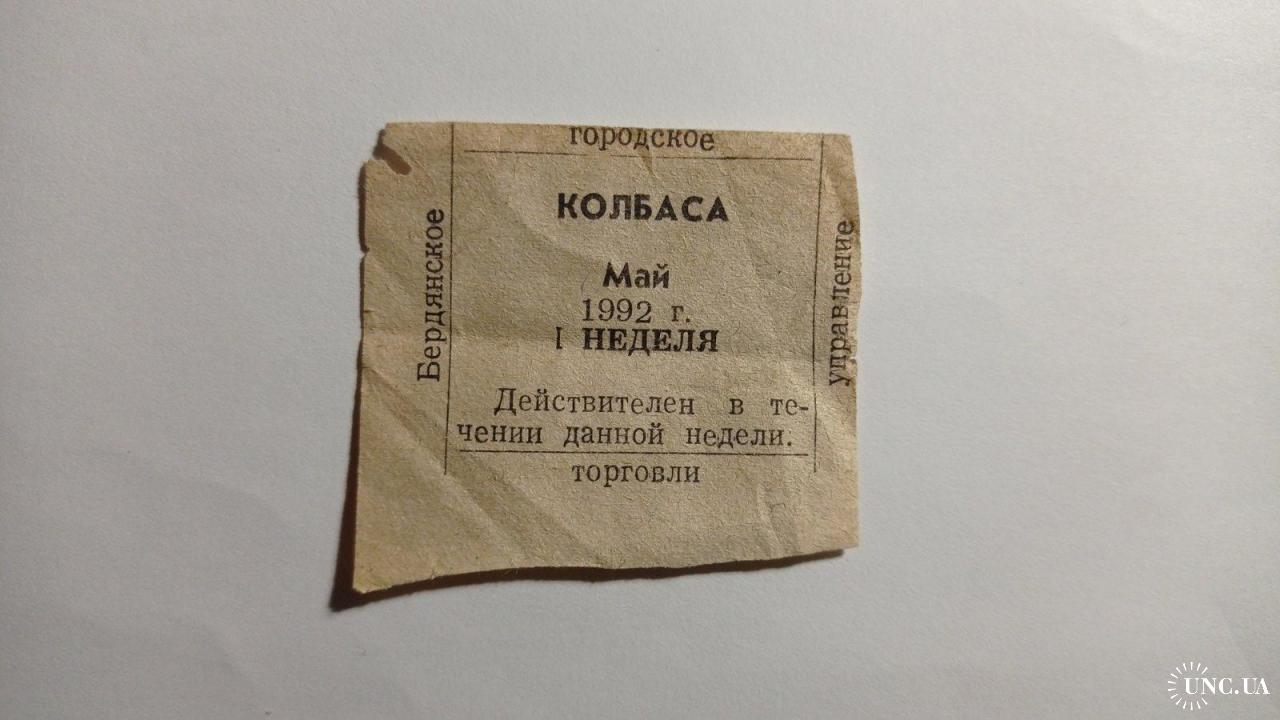 городское
Бердянское
КОЛБАСА
Май
1992 г.
I НЕДЕЛЯ
Действителен в те-
чении данной недели.
управление
торговли
UNC.UA